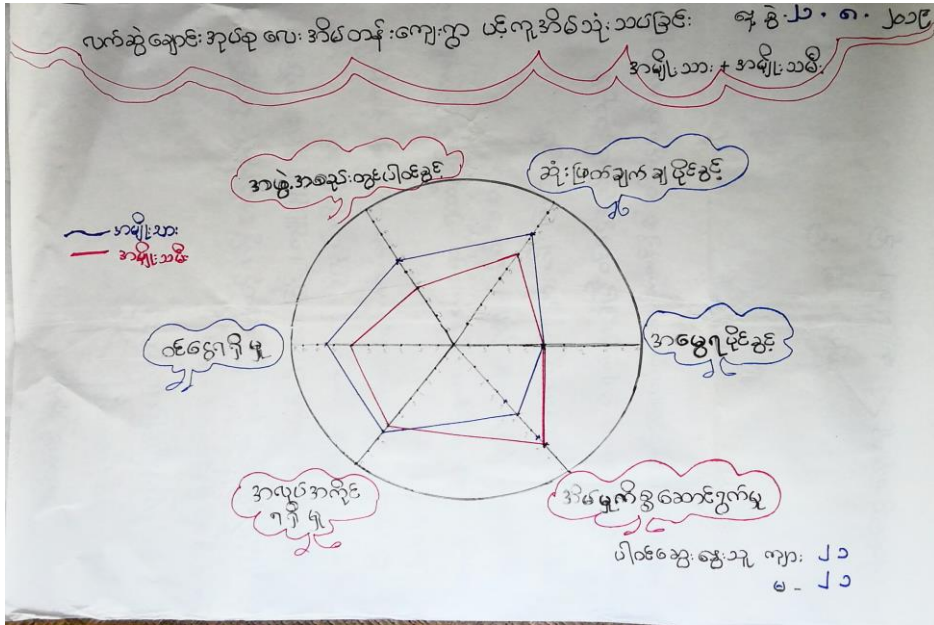 လက်ဆွဲချောင်းအုပ်စု လေးအိမ်တန်းကျေးရွာ ပင့်ကူအိမ်သုံးသပ်ခြင်း
နေ့စွဲ ၂၁.၈.၂၀၁၉
အမျိုးသား + အမျိုးသမီး
အဖွဲ့အစည်းတွင်ပါဝင်ခွင့်
ဆုံးဖြတ်ချက်ချပိုင်ခွင့်
အမျိုးသား
အမျိုးသမီး
ဝင်ငွေရရှိမှု
အမွေရပိုင်ခွင့်
အလုပ်အကိုင်
ရရှိမှု
အိမ်မှုကိစ္စဆောင်ရွက်မှု
ပါဝင်ဆွေးနွေးသူ ကျား ၂၁
မ - ၂၁